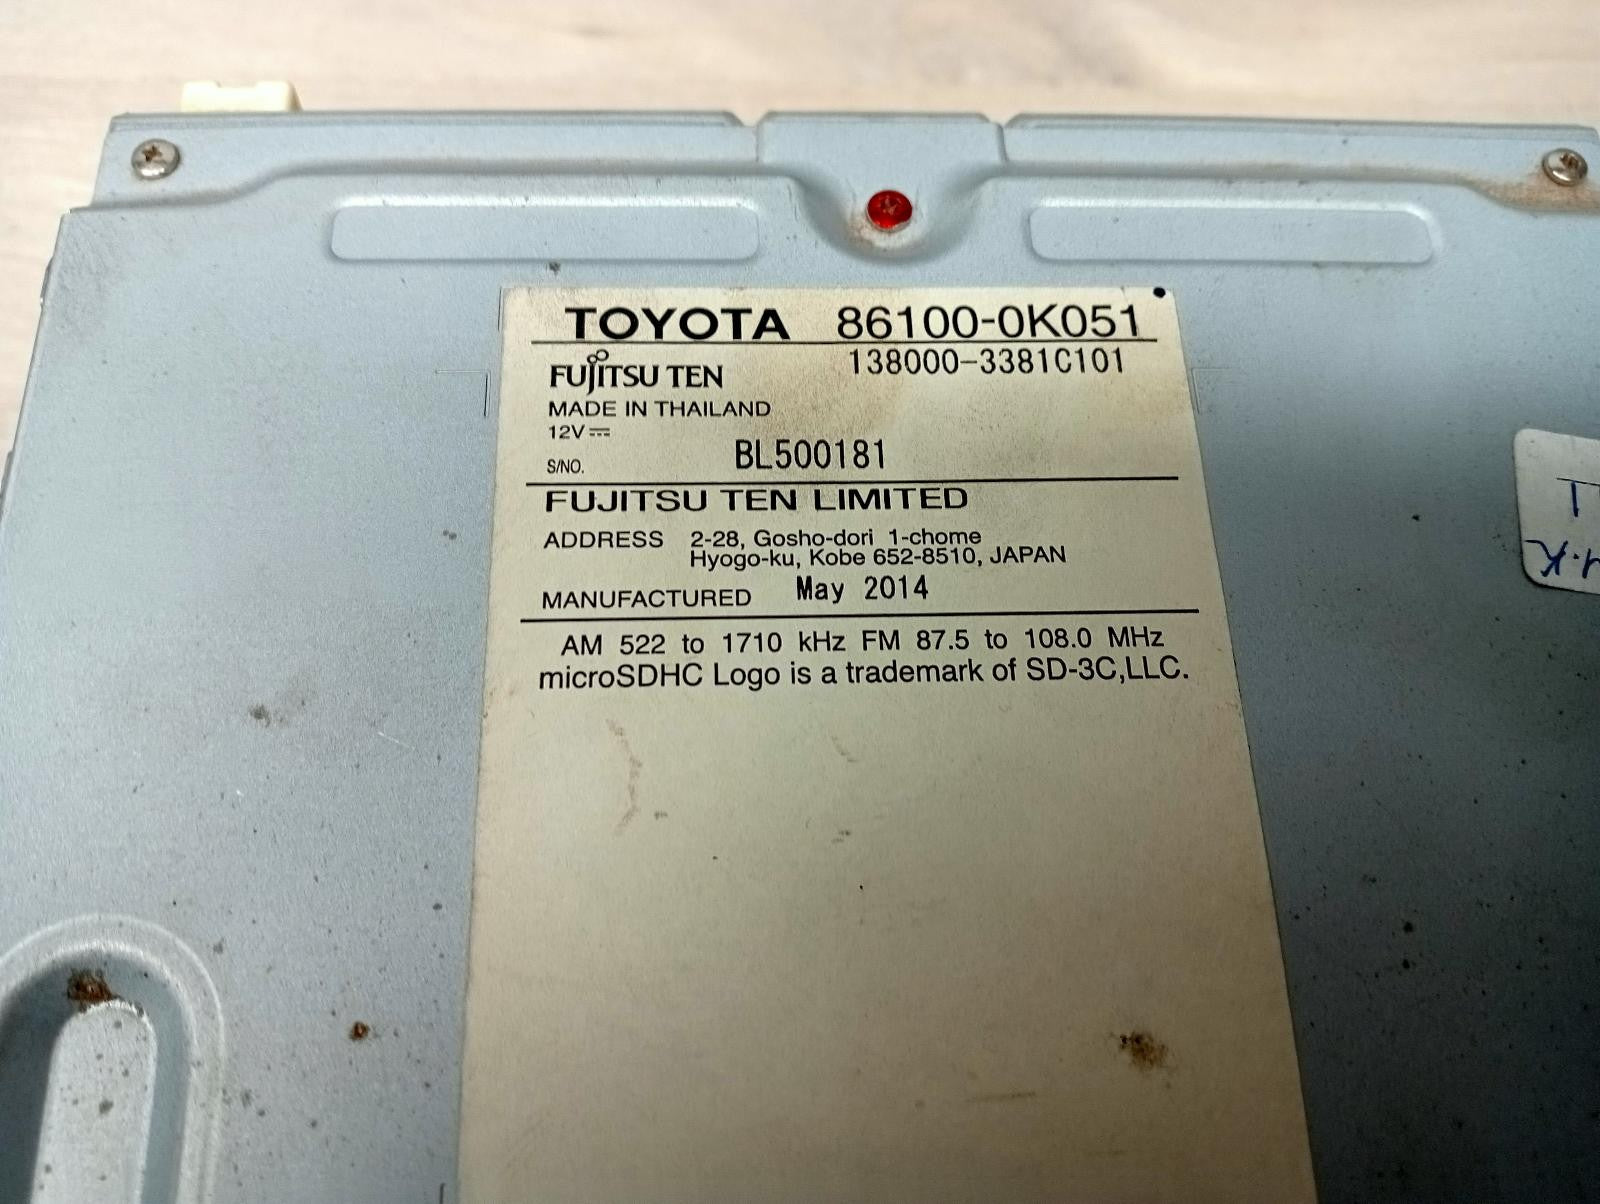 TOYOTA 86100-0K051
FUJITSU TEN 138000-3381C101
MADE IN THAILAND
12V⎓
S/NO. BL500181
FUJITSU TEN LIMITED
ADDRESS 2-28, Gosho-dori 1-chome
Hyogo-ku, Kobe 652-8510, JAPAN
MANUFACTURED May 2014
AM 522 to 1710 kHz FM 87.5 to 108.0 MHz
microSDHC Logo is a trademark of SD-3C,LLC.